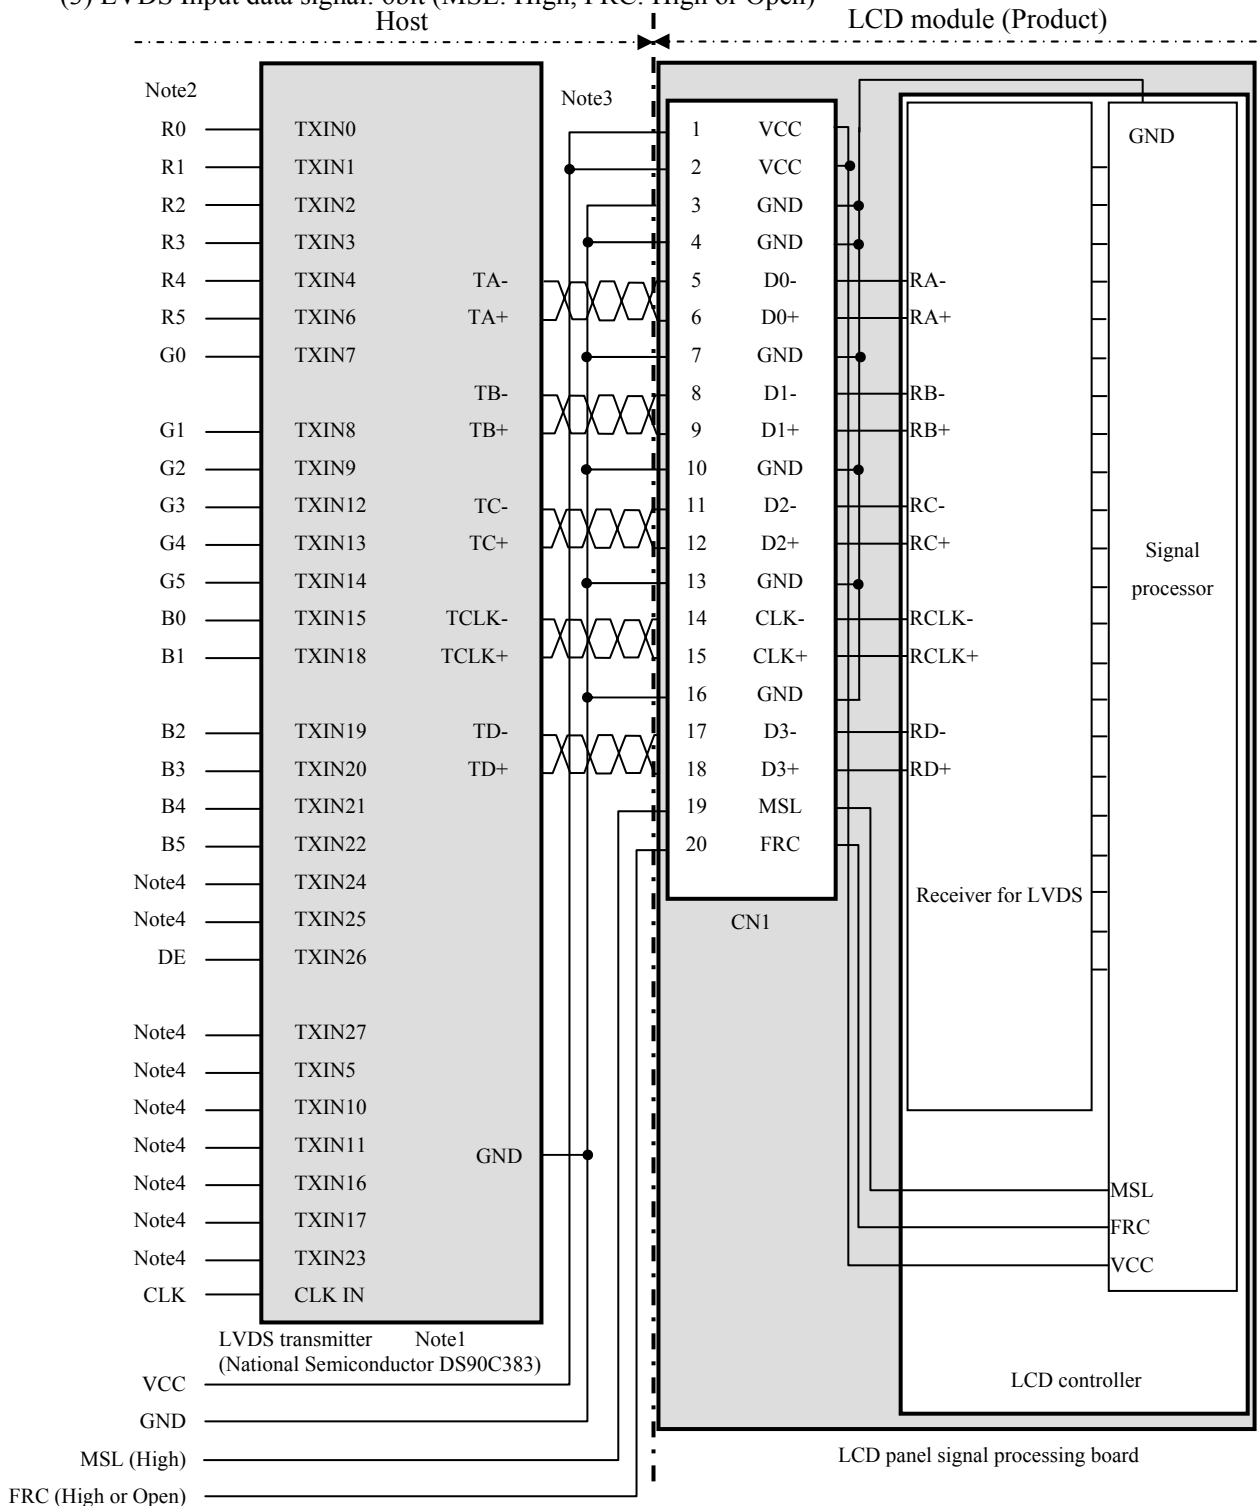 (3) LVDS Input data signal: 6bit (MSL: High, FRC: High or Open)
Host
LCD module (Product)
Note2
Note3
R0 TXIN0
R1 TXIN1
R2 TXIN2
R3 TXIN3
R4 TXIN4 TA-
R5 TXIN6 TA+
G0 TXIN7
TB-
G1 TXIN8 TB+
G2 TXIN9
G3 TXIN12 TC-
G4 TXIN13 TC+
G5 TXIN14
B0 TXIN15 TCLK-
B1 TXIN18 TCLK+
B2 TXIN19 TD-
B3 TXIN20 TD+
B4 TXIN21
B5 TXIN22
Note4 TXIN24
Note4 TXIN25
DE TXIN26
Note4 TXIN27
Note4 TXIN5
Note4 TXIN10
Note4 TXIN11 GND
Note4 TXIN16
Note4 TXIN17
Note4 TXIN23
CLK CLK IN
LVDS transmitter Note1
(National Semiconductor DS90C383)
VCC
GND
MSL (High)
FRC (High or Open)
1 VCC
2 VCC
3 GND
4 GND
5 D0- RA-
6 D0+ RA+
7 GND
8 D1- RB-
9 D1+ RB+
10 GND
11 D2- RC-
12 D2+ RC+
13 GND
14 CLK- RCLK-
15 CLK+ RCLK+
16 GND
17 D3- RD-
18 D3+ RD+
19 MSL
20 FRC
CN1
Receiver for LVDS
GND
Signal
processor
MSL
FRC
VCC
LCD controller
LCD panel signal processing board